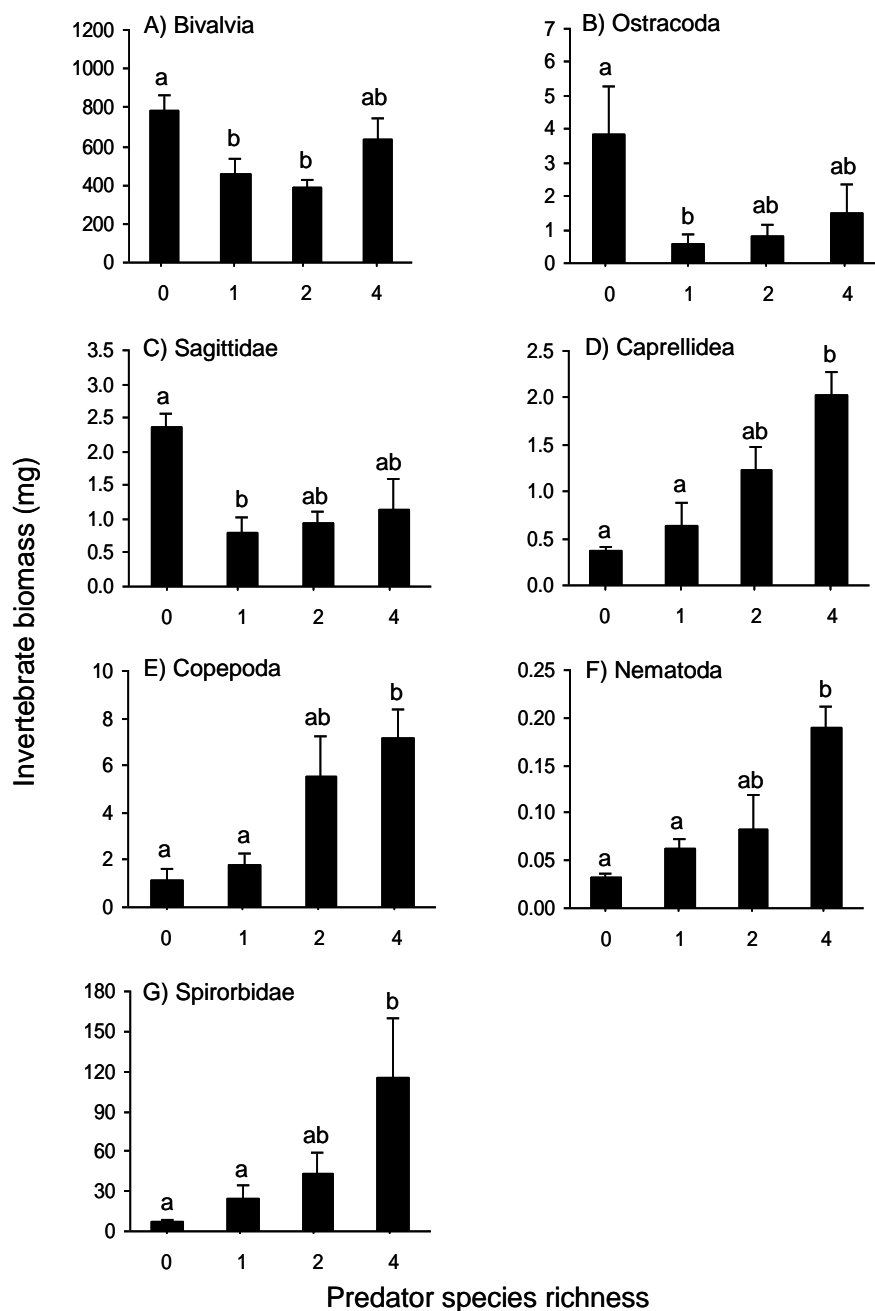 A) Bivalvia
1200
1000
800
600
400
200
0
a
b
b
ab
0 1 2 4
B) Ostracoda
7
6
5
4
3
2
1
0
a
b
ab
ab
0 1 2 4
C) Sagittidae
3.5
3.0
2.5
2.0
1.5
1.0
0.5
0.0
a
b
ab
ab
0 1 2 4
D) Caprellidea
2.5
2.0
1.5
1.0
0.5
0.0
a
a
ab
b
0 1 2 4
E) Copepoda
10
8
6
4
2
0
a
a
ab
b
0 1 2 4
F) Nematoda
0.25
0.20
0.15
0.10
0.05
0.00
a
a
ab
b
0 1 2 4
G) Spirorbidae
180
150
120
90
60
30
0
a
a
ab
b
0 1 2 4
Invertebrate biomass (mg)
Predator species richness